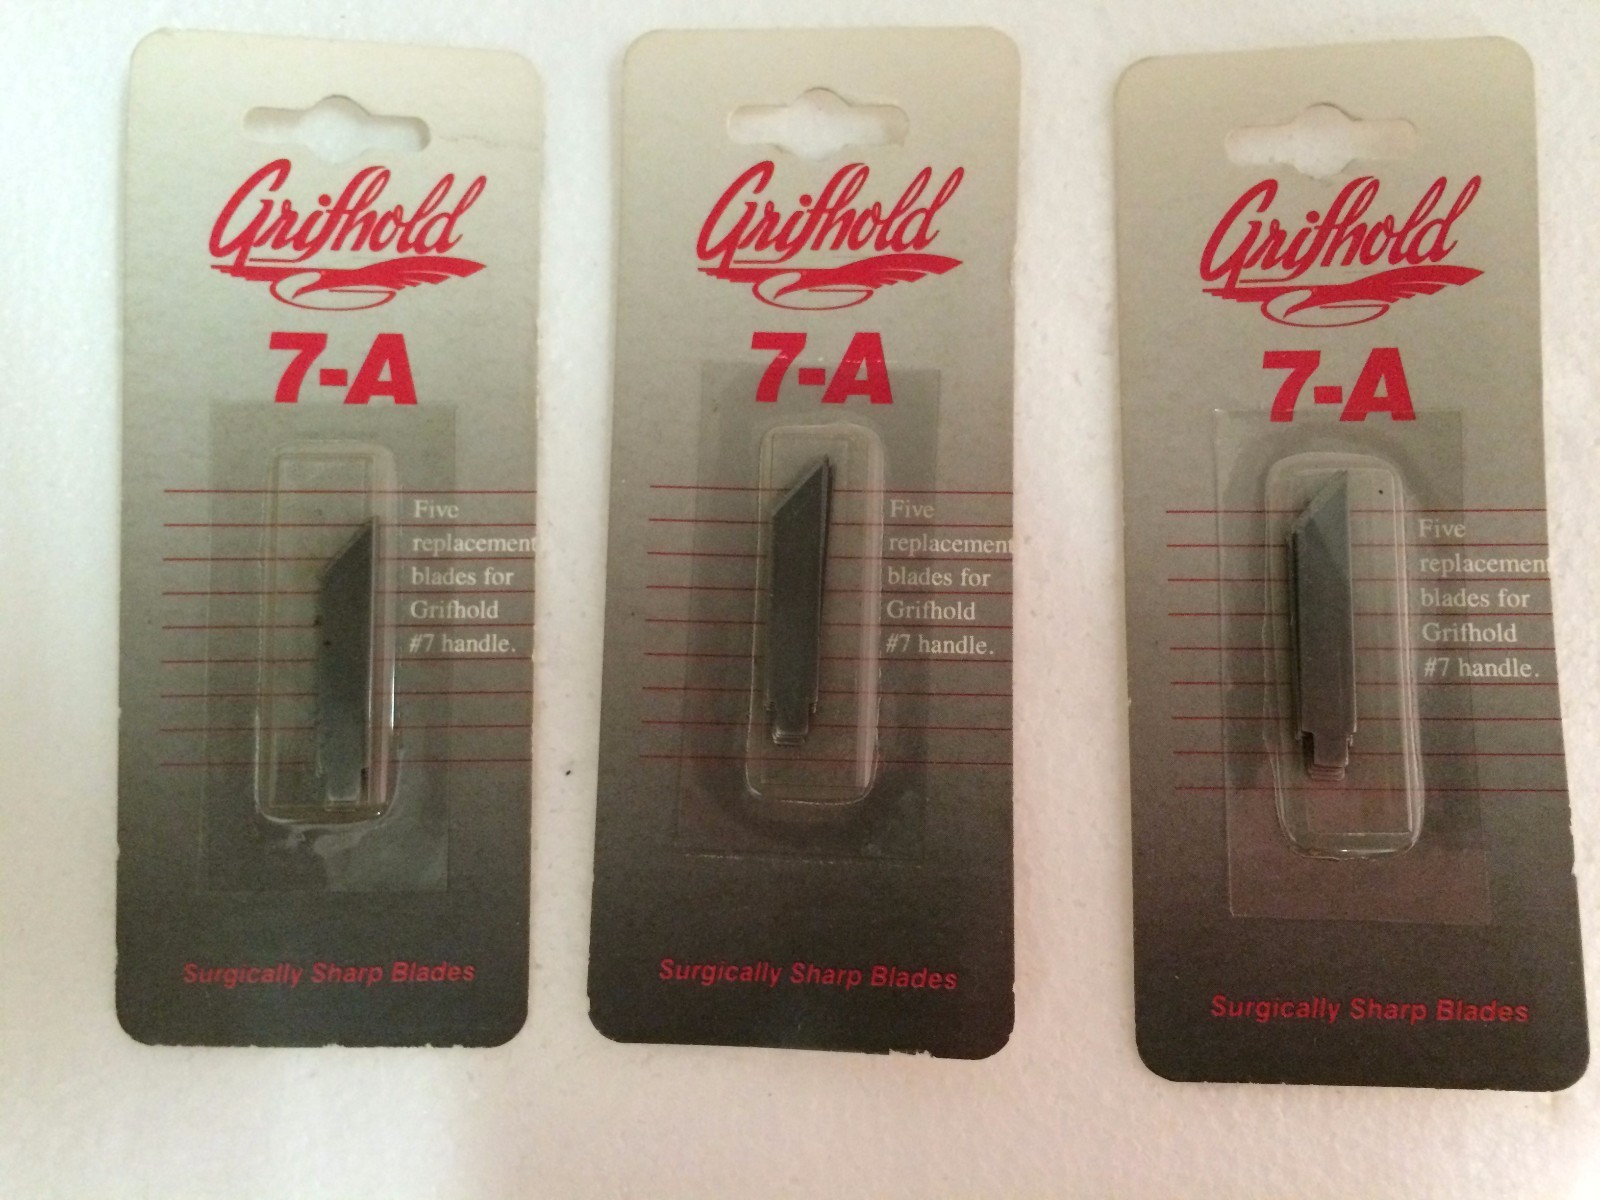 Grifhold
7-A
Five
replacement
blades for
Grifhold
#7 handle.
Surgically Sharp Blades
Grifhold
7-A
Five
replacement
blades for
Grifhold
#7 handle.
Surgically Sharp Blades
Grifhold
7-A
Five
replacement
blades for
Grifhold
#7 handle.
Surgically Sharp Blades